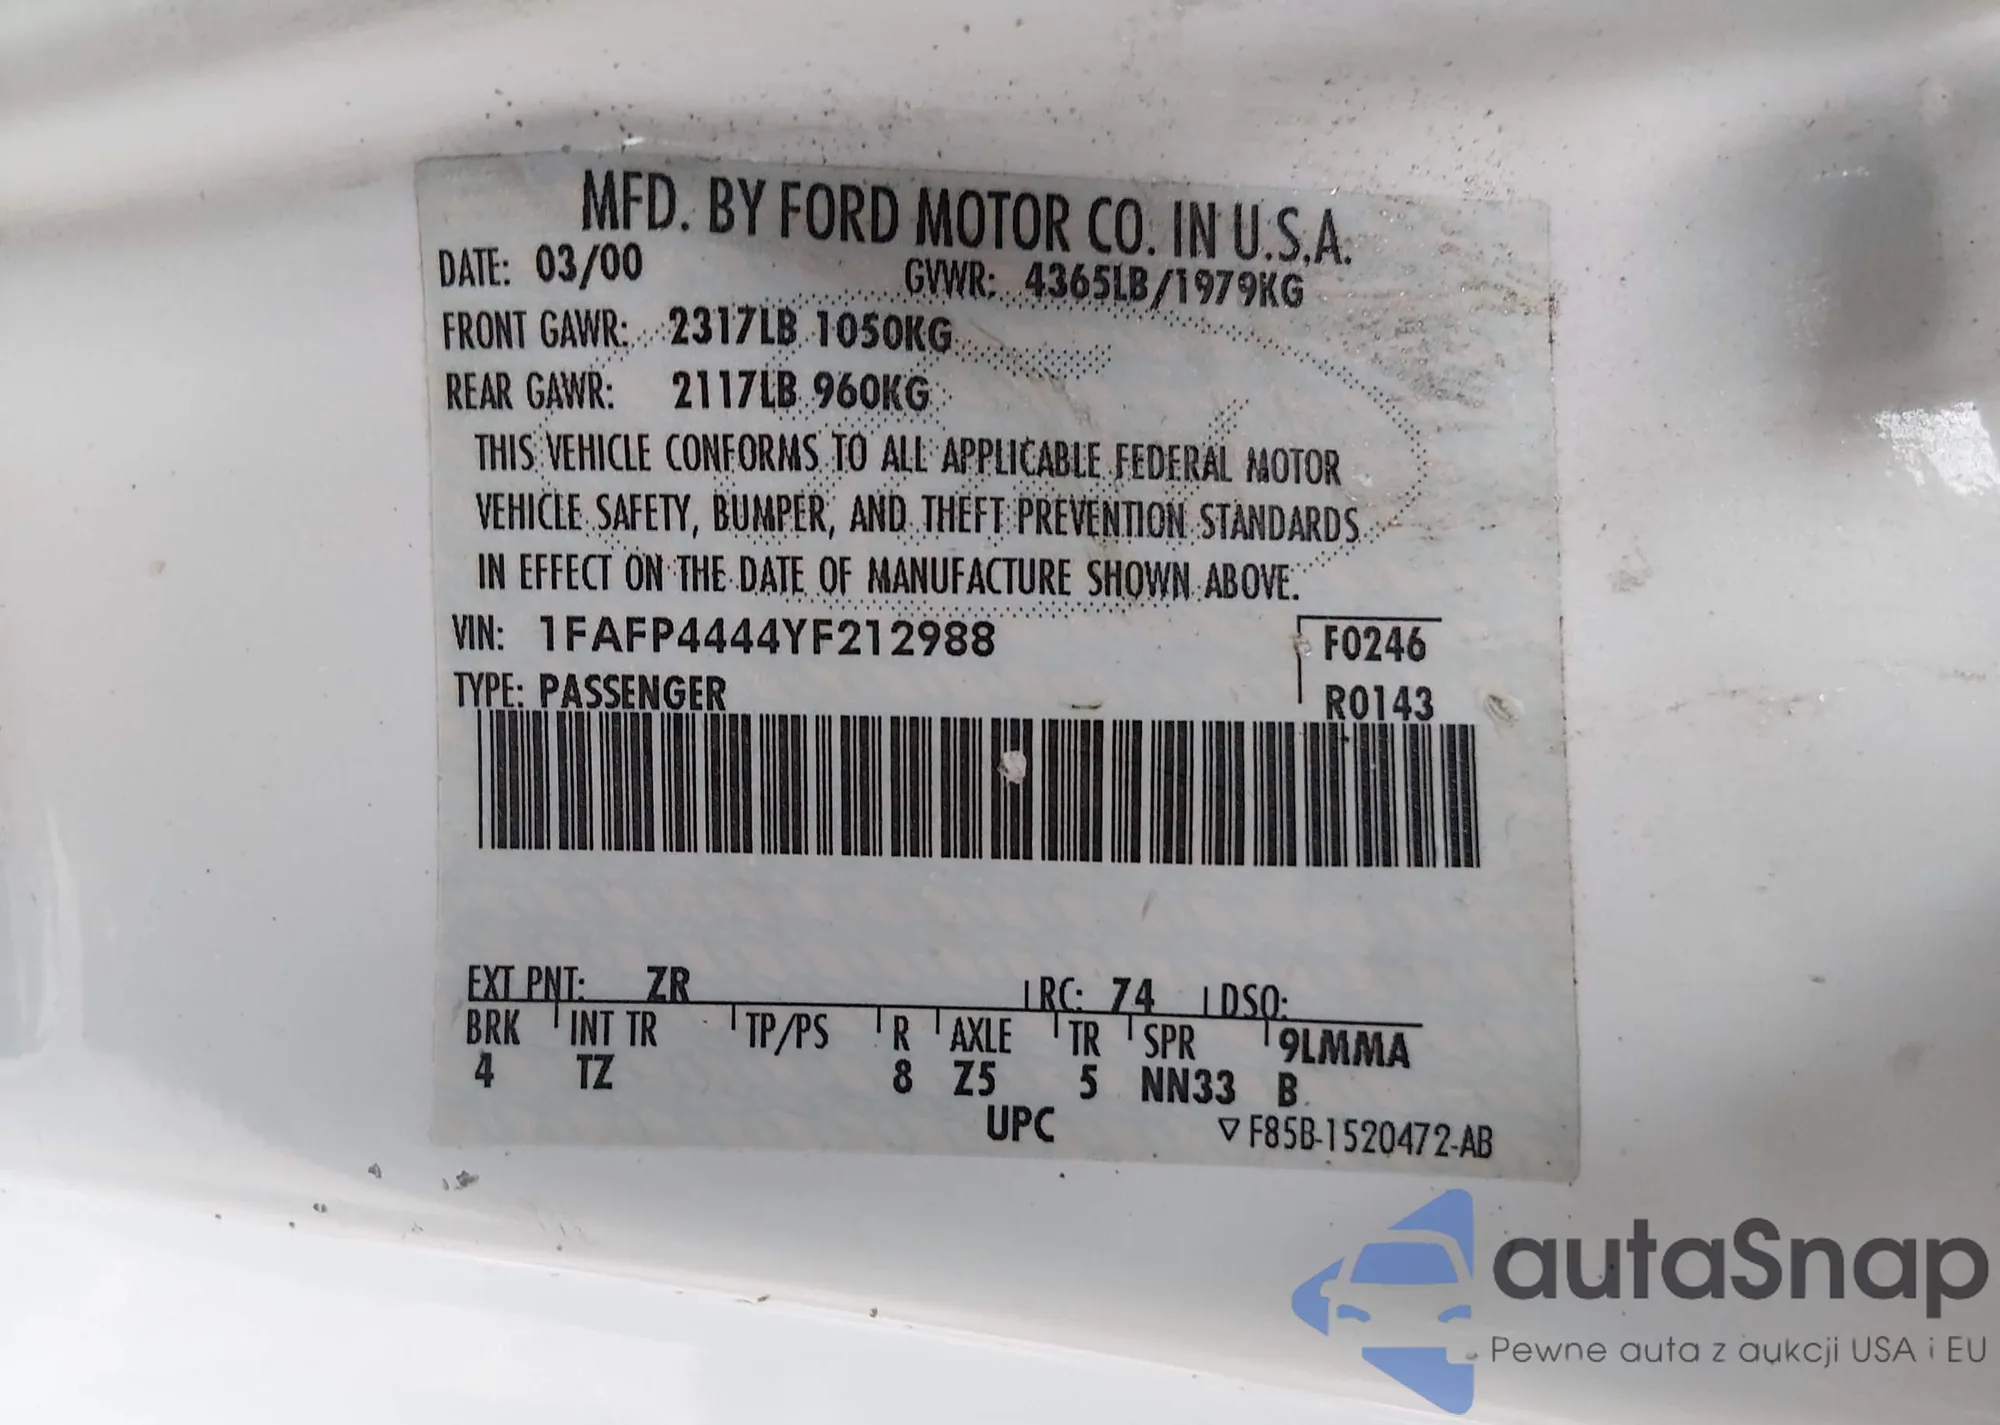 MFD. BY FORD MOTOR CO. IN U.S.A.
DATE: 03/00 GVWR: 4365LB/1979KG
FRONT GAWR: 2317LB 1050KG
REAR GAWR: 2117LB 960KG
THIS VEHICLE CONFORMS TO ALL APPLICABLE FEDERAL MOTOR
VEHICLE SAFETY, BUMPER, AND THEFT PREVENTION STANDARDS
IN EFFECT ON THE DATE OF MANUFACTURE SHOWN ABOVE.
VIN: 1FAFP4444YF212988 F0246
TYPE: PASSENGER R0143
EXT PNT: ZR RC: 74 DSO:
BRK INT TR TP/PS R AXLE TR SPR 9LMMA
4 TZ 8 Z5 5 NN33 B
UPC ▽ F85B-1520472-AB
autaSnap
Pewne auta z aukcji USA i EU